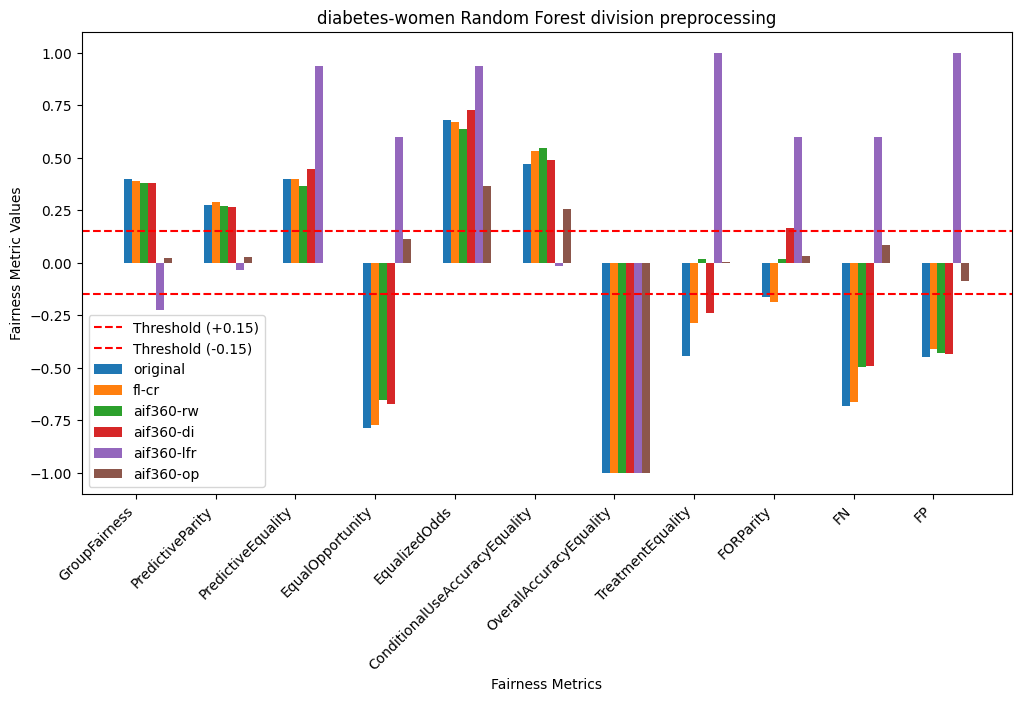 diabetes-women Random Forest division preprocessing
Fairness Metric Values
1.00
0.75
0.50
0.25
0.00
−0.25
−0.50
−0.75
−1.00
Threshold (+0.15)
Threshold (-0.15)
original
fl-cr
aif360-rw
aif360-di
aif360-lfr
aif360-op
GroupFairness
PredictiveParity
PredictiveEquality
EqualOpportunity
EqualizedOdds
ConditionalUseAccuracyEquality
OverallAccuracyEquality
TreatmentEquality
FORParity
FN
FP
Fairness Metrics